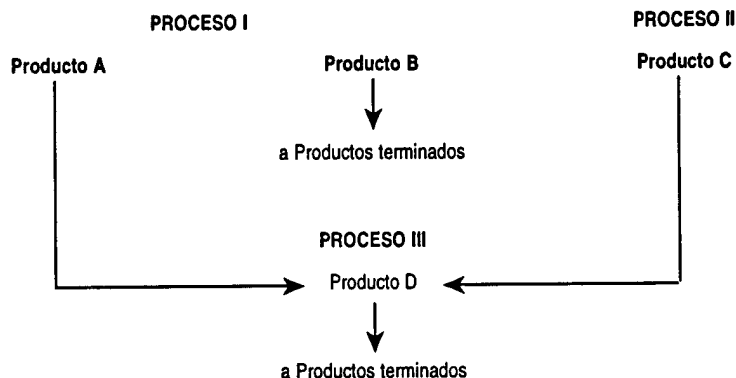 PROCESO I
PROCESO II
Producto A
Producto B
Producto C
a Productos terminados
PROCESO III
Producto D
a Productos terminados